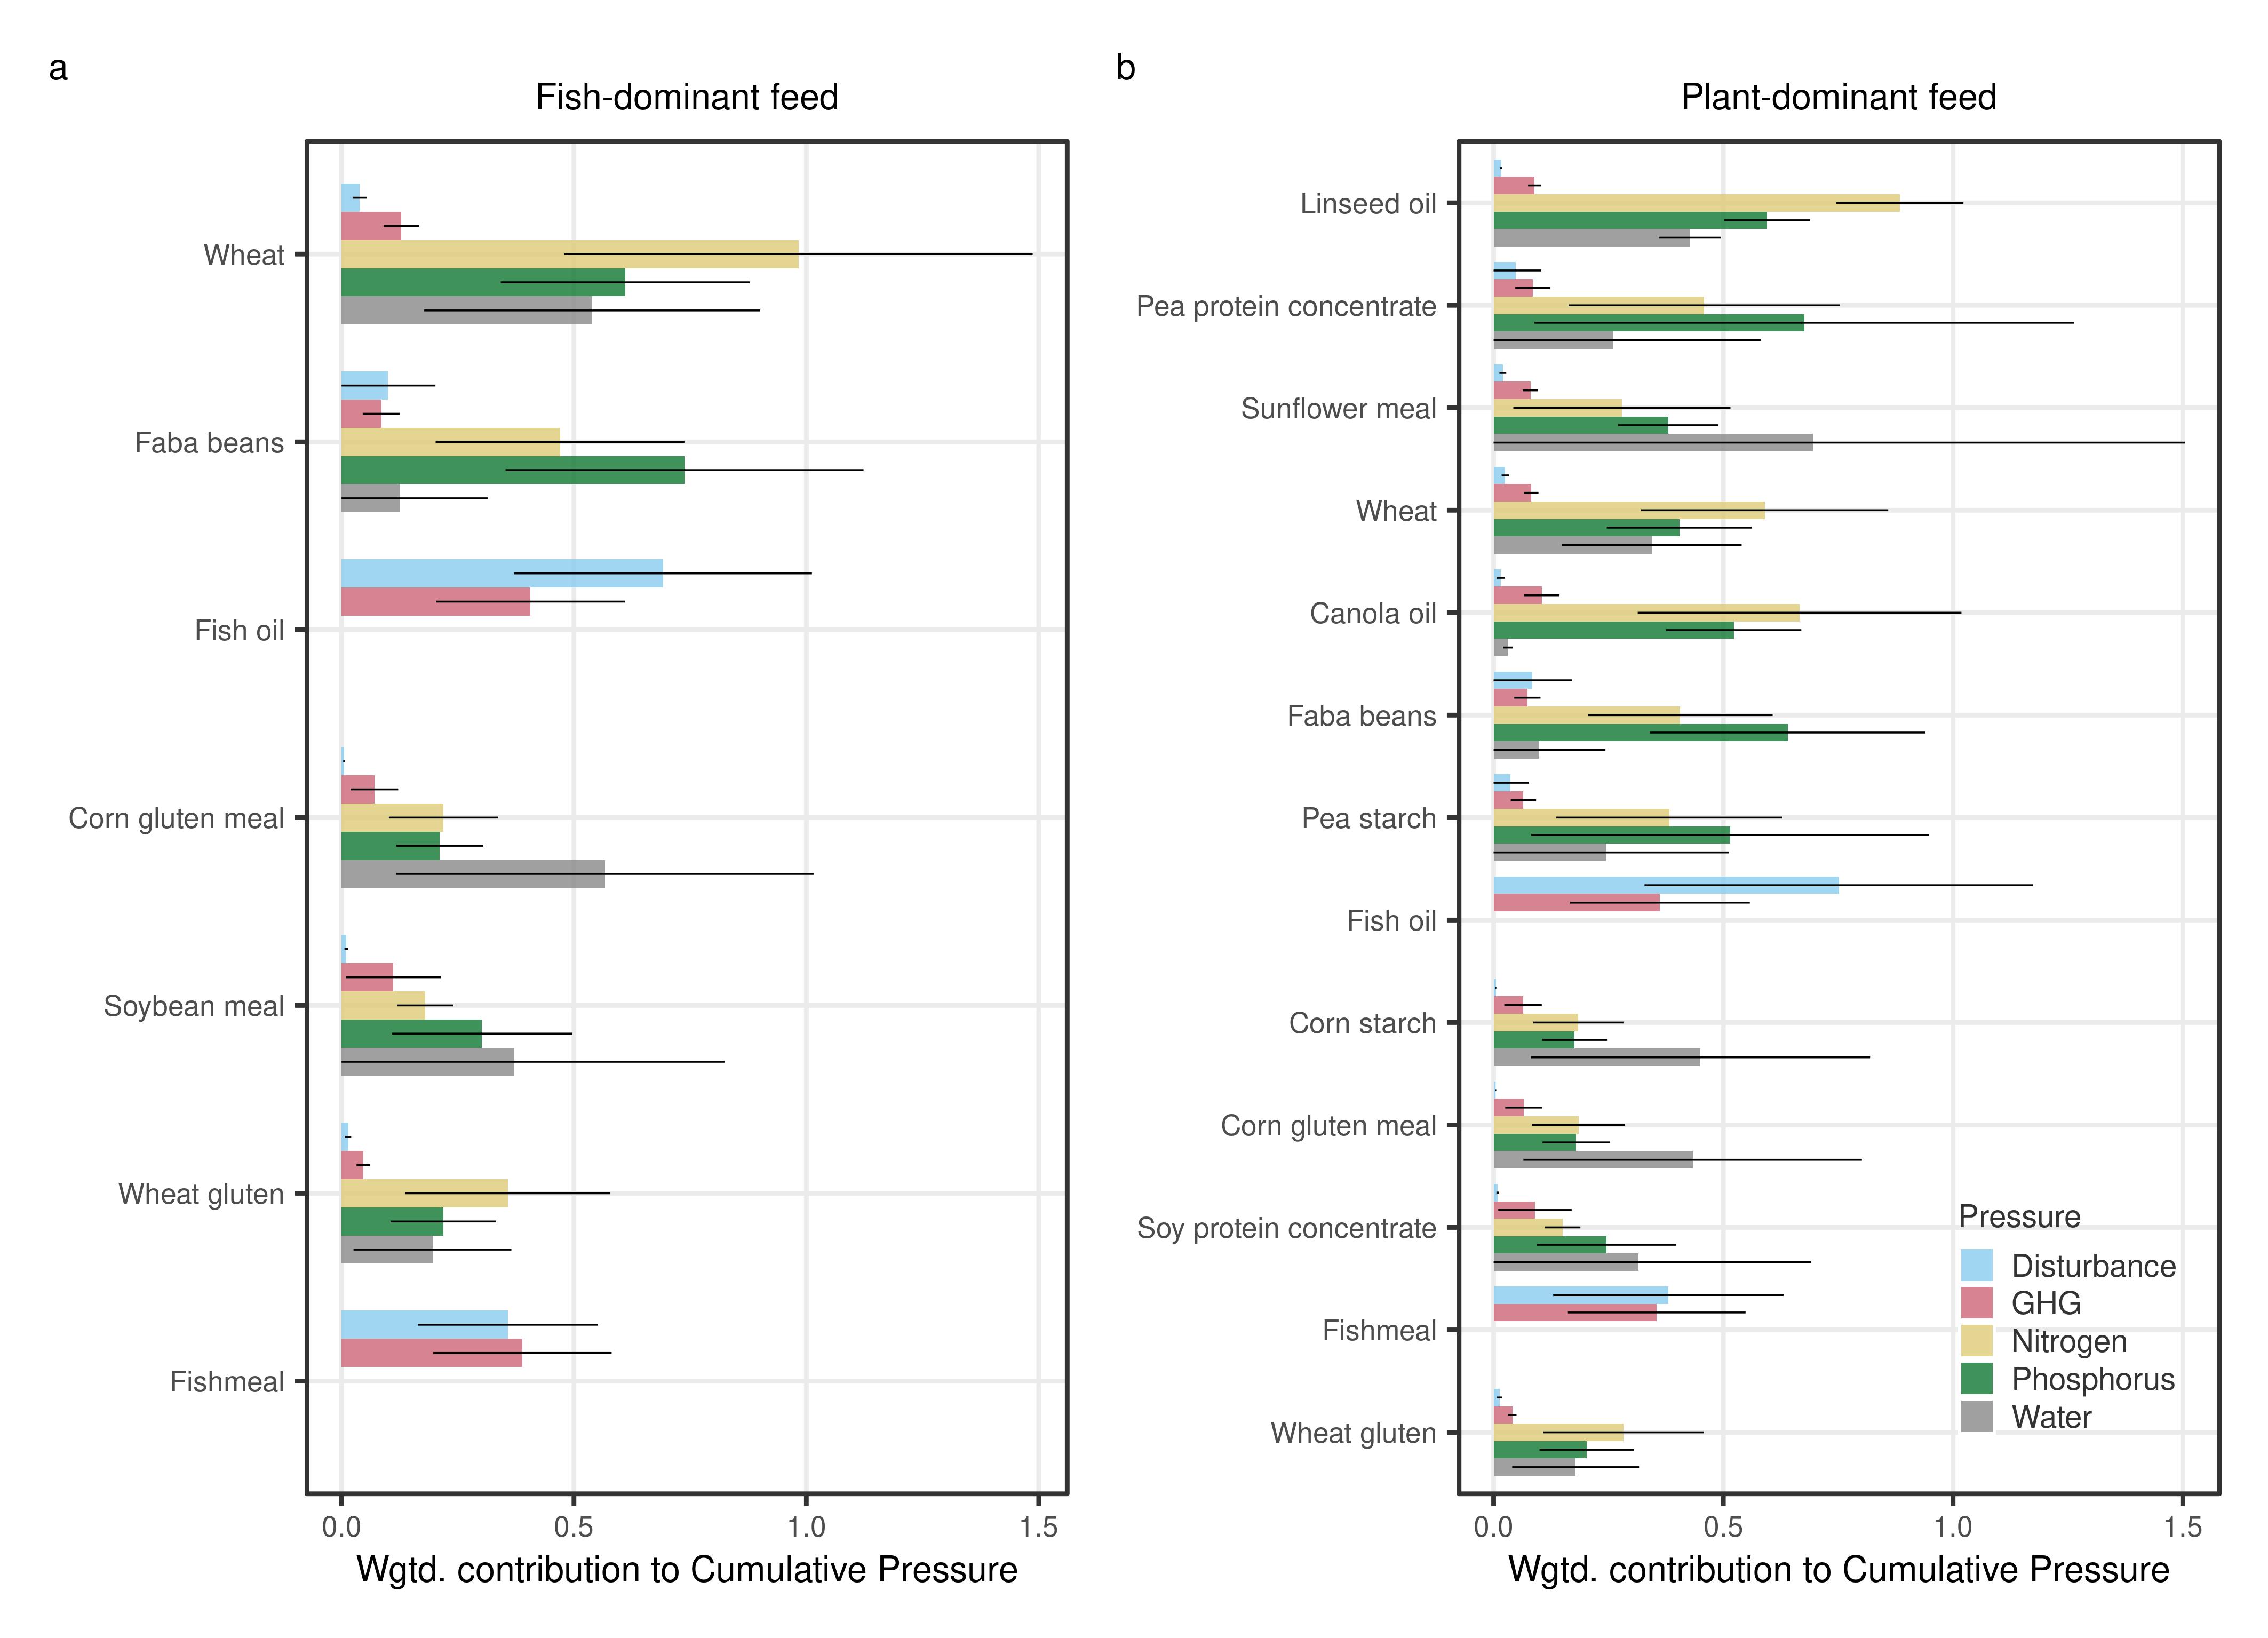 a
Fish-dominant feed
Wheat
Faba beans
Fish oil
Corn gluten meal
Soybean meal
Wheat gluten
Fishmeal
0.0 0.5 1.0 1.5
Wgtd. contribution to Cumulative Pressure
b
Plant-dominant feed
Linseed oil
Pea protein concentrate
Sunflower meal
Wheat
Canola oil
Faba beans
Pea starch
Fish oil
Corn starch
Corn gluten meal
Soy protein concentrate
Fishmeal
Wheat gluten
0.0 0.5 1.0 1.5
Wgtd. contribution to Cumulative Pressure
Pressure
Disturbance
GHG
Nitrogen
Phosphorus
Water